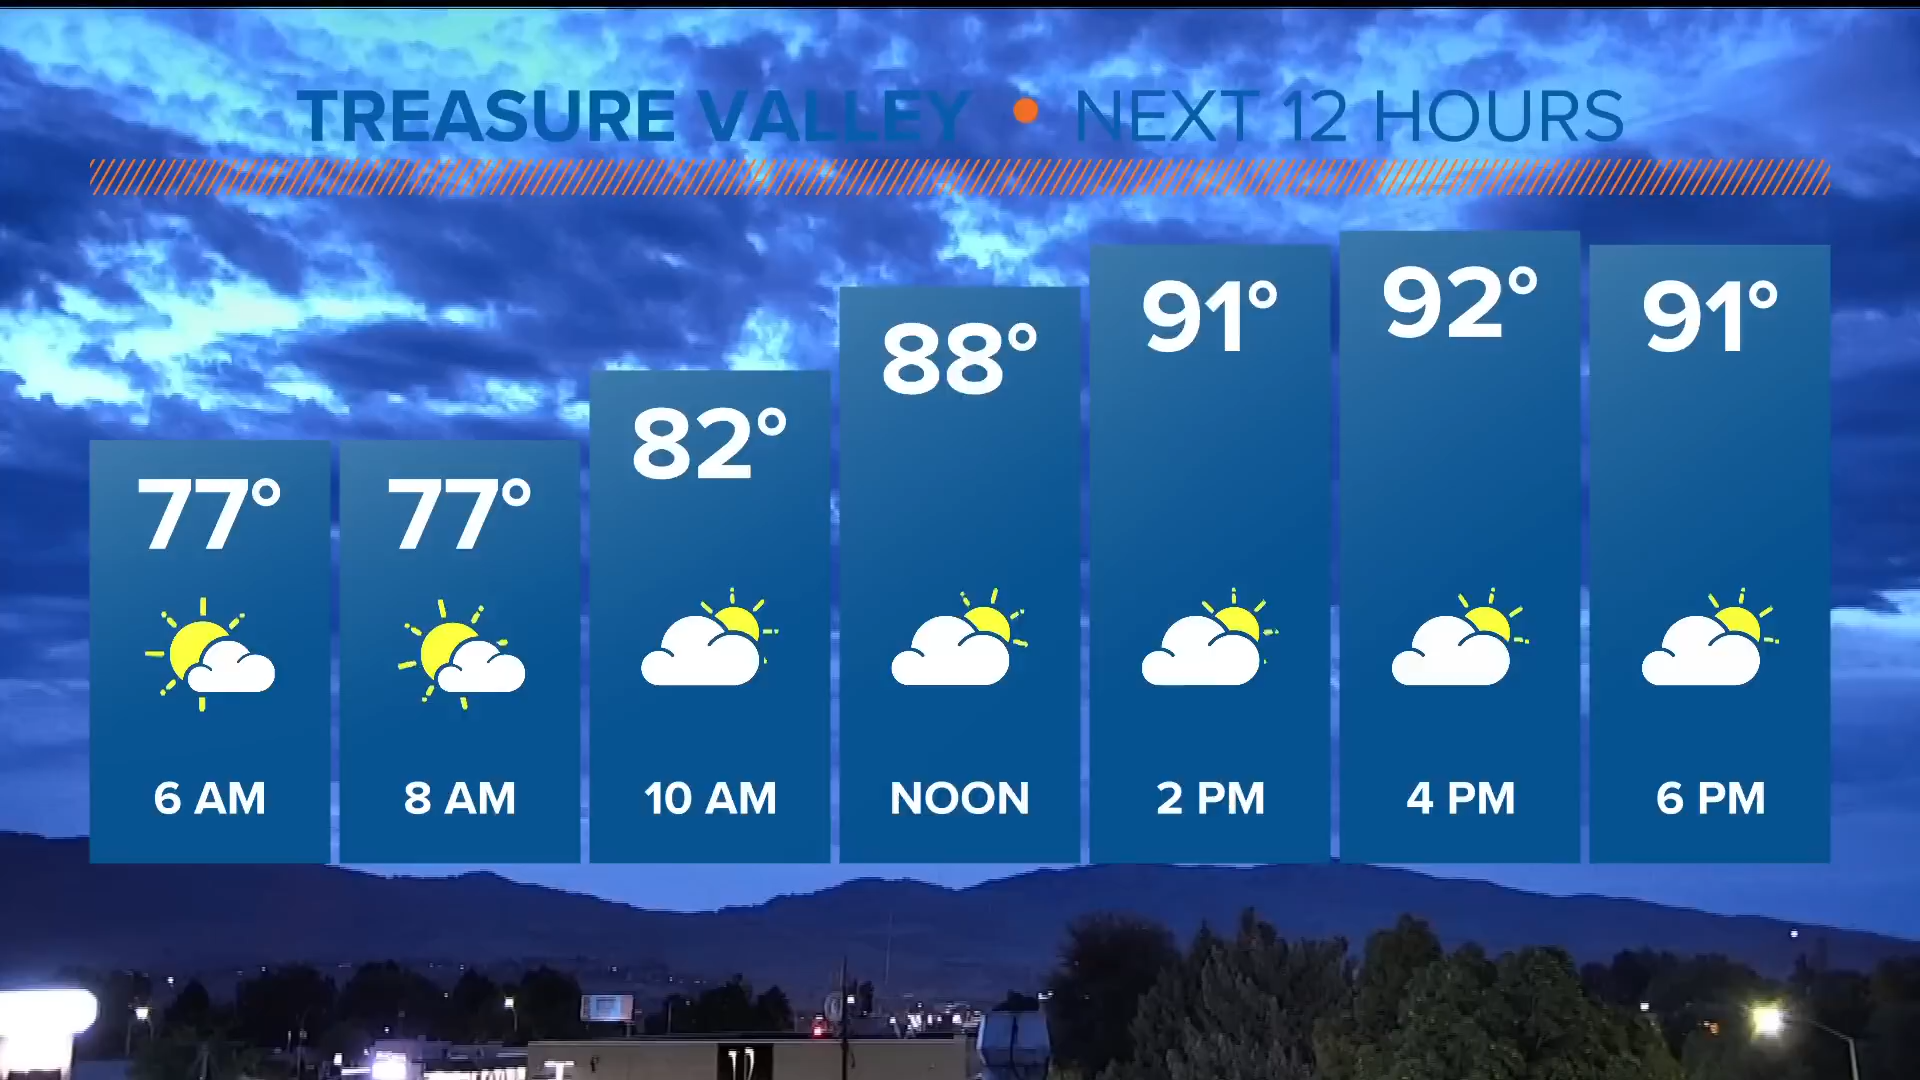 TREASURE VALLEY • NEXT 12 HOURS
77° 77° 82° 88° 91° 92° 91°
6 AM 8 AM 10 AM NOON 2 PM 4 PM 6 PM